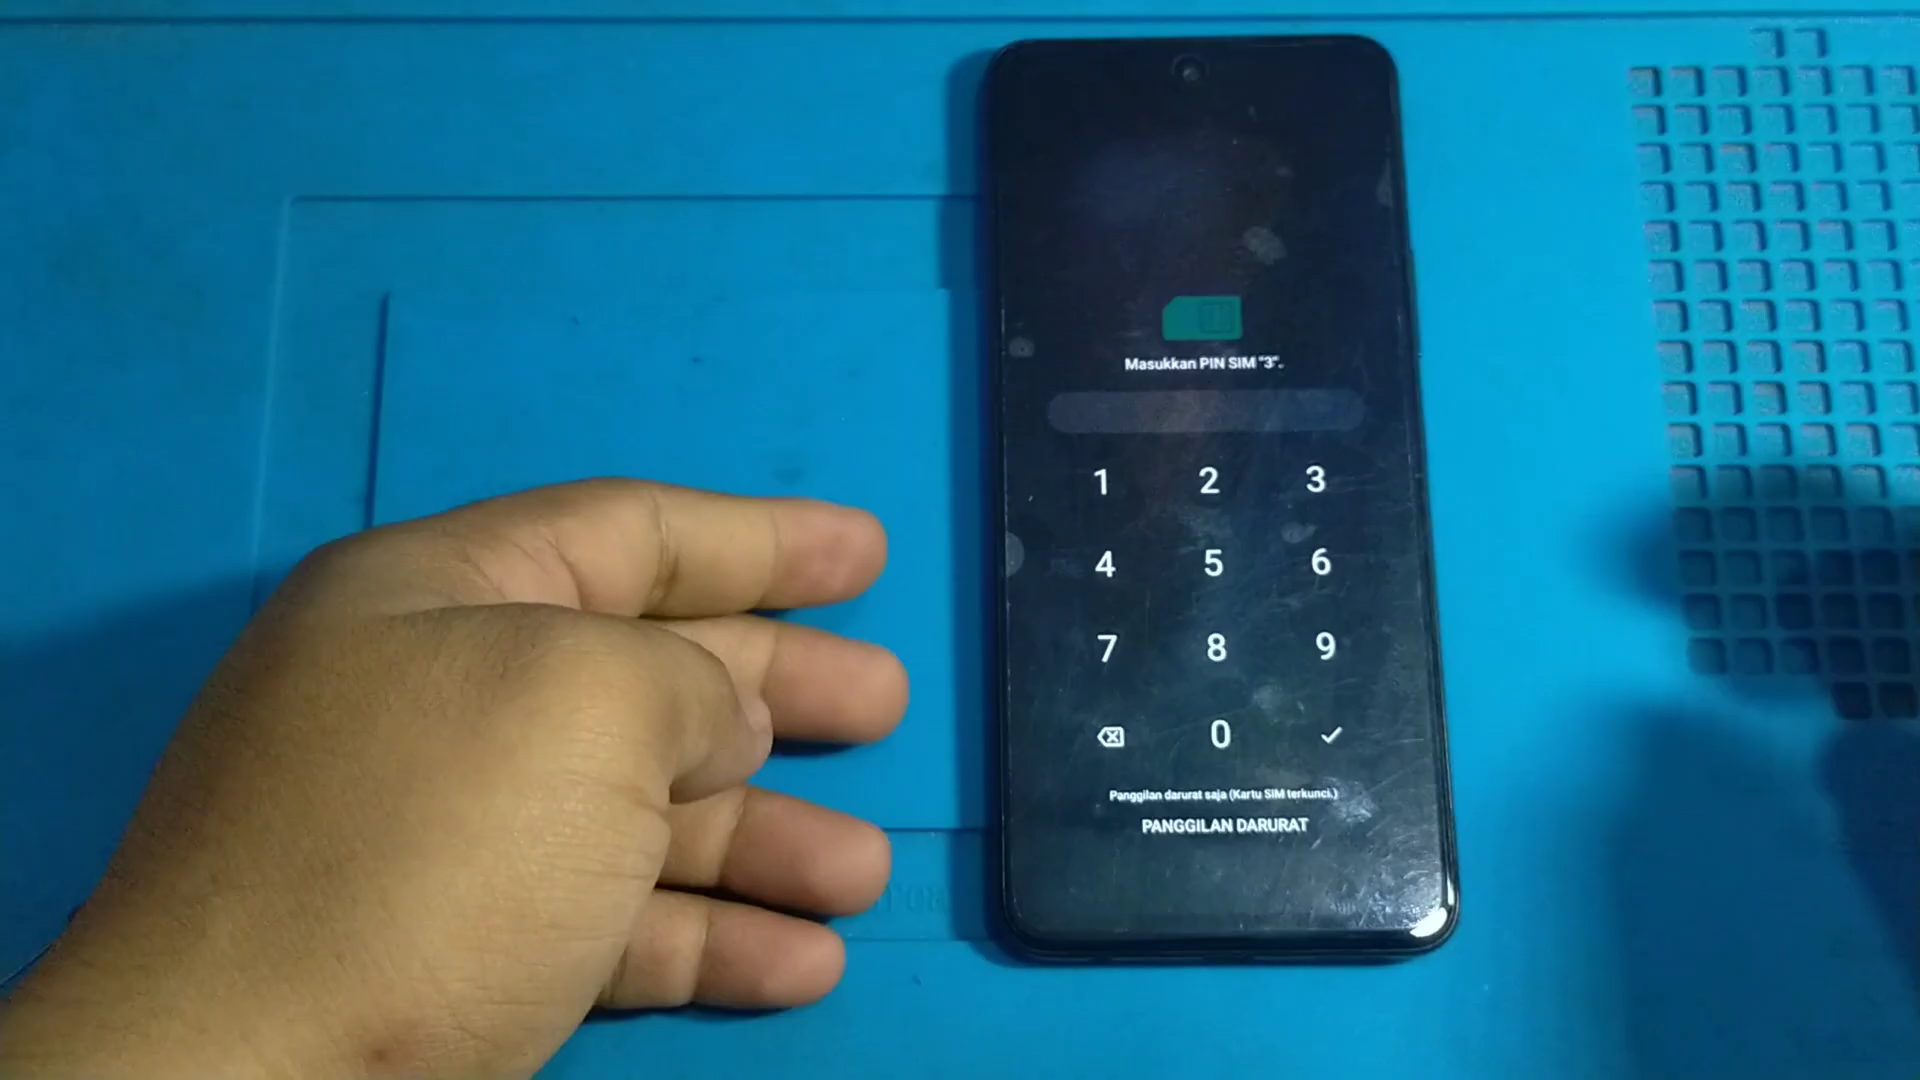 Masukkan PIN SIM "3".
1 2 3
4 5 6
7 8 9
0
Panggilan darurat saja (Kartu SIM terkunci.)
PANGGILAN DARURAT